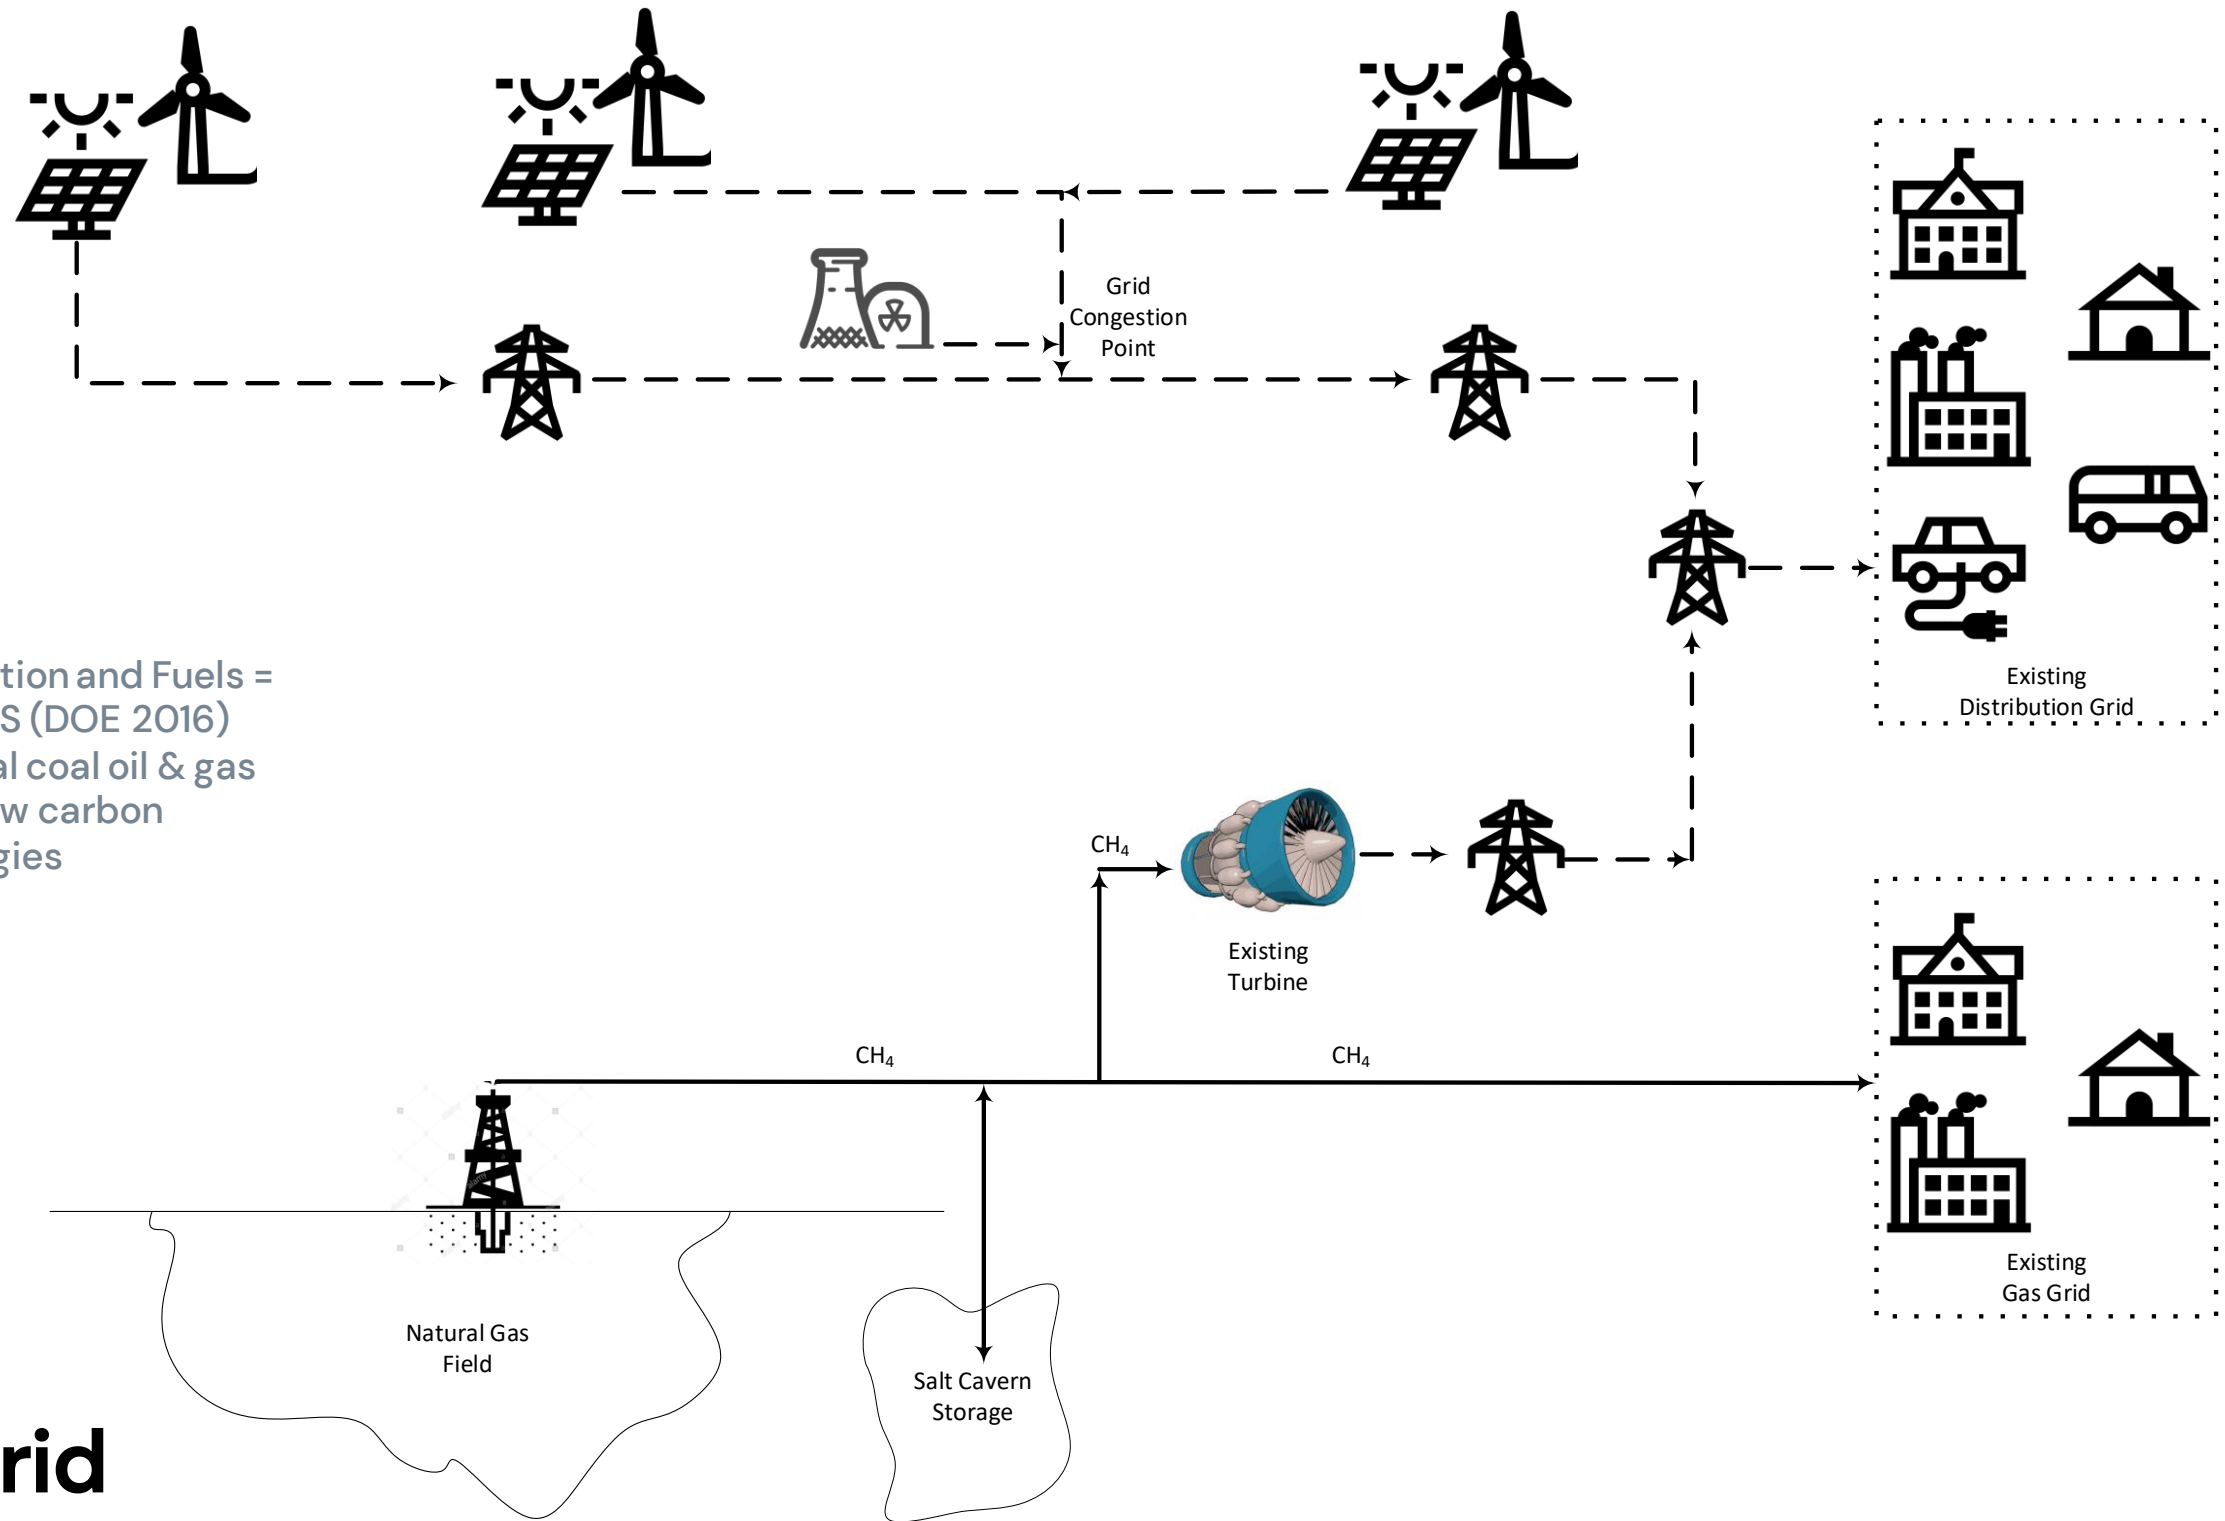 Grid
Congestion
Point
Existing
Distribution Grid
tion and Fuels =
S (DOE 2016)
al coal oil & gas
w carbon
gies
CH₄
Existing
Turbine
CH₄
CH₄
Existing
Gas Grid
Natural Gas
Field
Salt Cavern
Storage
rid